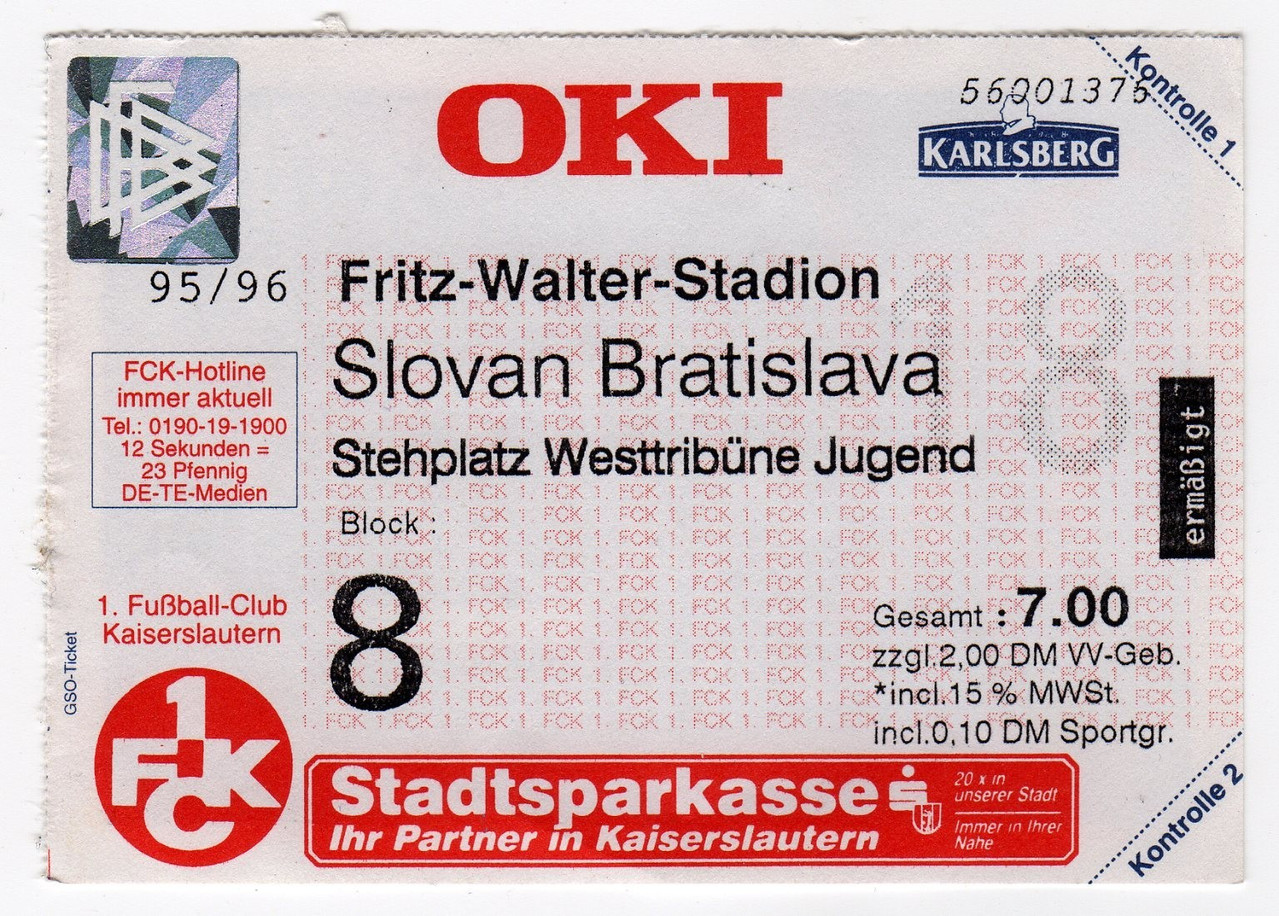 OKI
56001376
KARLSBERG
Kontrolle 1
95/96
Fritz-Walter-Stadion
Slovan Bratislava
Stehplatz Westtribüne Jugend
Block :
8
18
8
ermäßigt
FCK-Hotline
immer aktuell
Tel.: 0190-19-1900
12 Sekunden =
23 Pfennig
DE-TE-Medien
1. Fußball-Club
Kaiserslautern
GSO-Ticket
1
FCK
Gesamt : 7.00
zzgl.2,00 DM VV-Geb.
*incl.15 % MWSt.
incl.0,10 DM Sportgr.
Stadtsparkasse
Ihr Partner in Kaiserslautern
20 x in
unserer Stadt
Immer in Ihrer
Nähe
Kontrolle 2